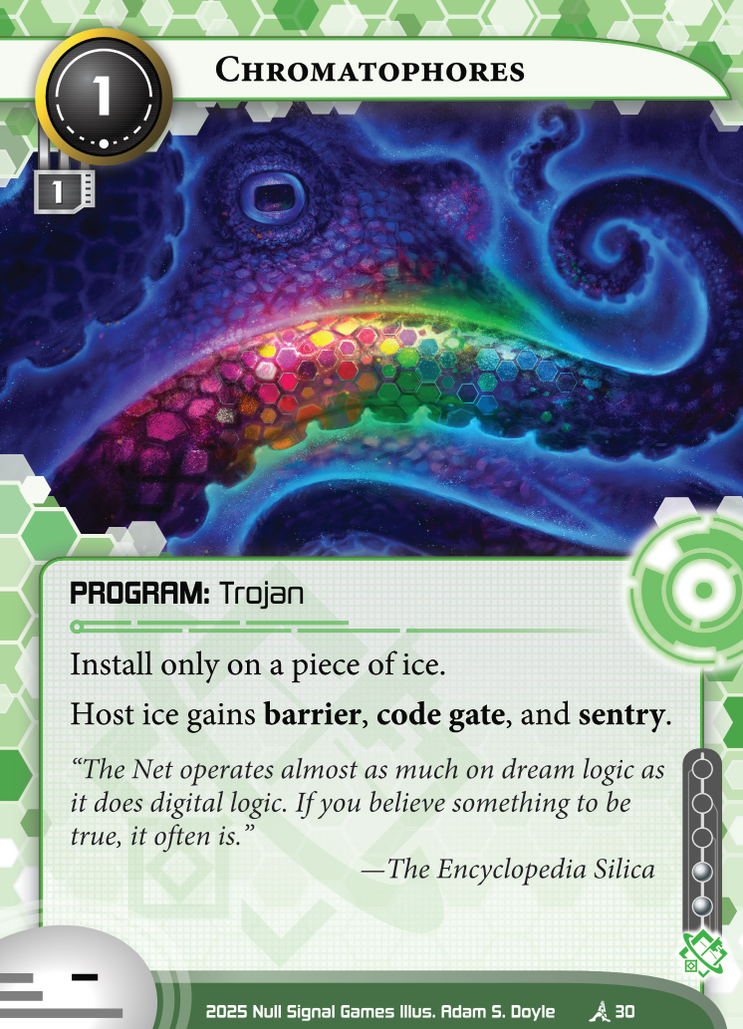 1
Chromatophores
1
PROGRAM: Trojan
Install only on a piece of ice.
Host ice gains barrier, code gate, and sentry.
“The Net operates almost as much on dream logic as
it does digital logic. If you believe something to be
true, it often is.”
—The Encyclopedia Silica
2025 Null Signal Games Illus. Adam S. Doyle
30